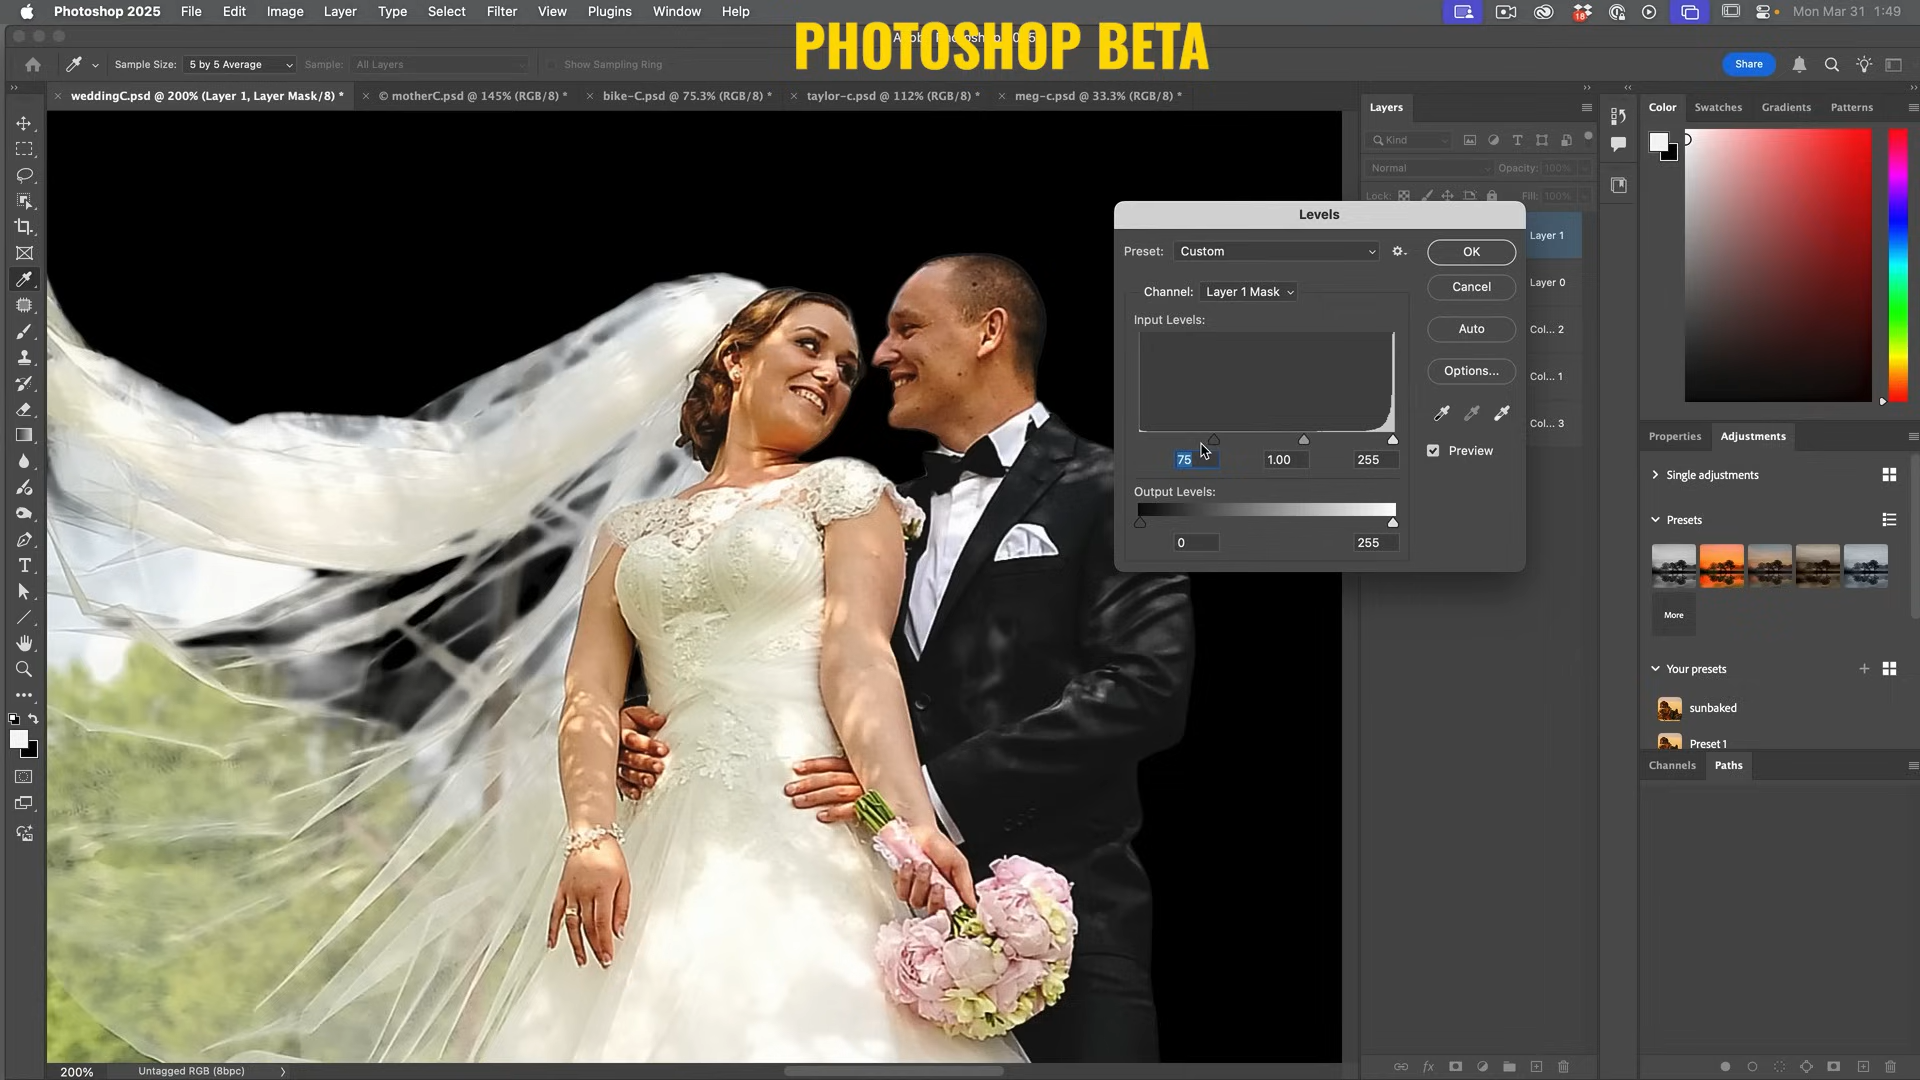 Photoshop 2025 File Edit Image Layer Type Select Filter View Plugins Window Help
18
Mon Mar 31 1:49
PHOTOSHOP BETA
Sample Size: 5 by 5 Average Sample: All Layers Show Sampling Ring
Share
weddingC.psd @ 200% (Layer 1, Layer Mask/8) *
© motherC.psd @ 145% (RGB/8) *
bike-C.psd @ 75.3% (RGB/8) *
taylor-c.psd @ 112% (RGB/8) *
meg-c.psd @ 33.3% (RGB/8) *
Layers
Color Swatches Gradients Patterns
Kind
Normal Opacity: 100%
Lock: Fill: 100%
Levels
Layer 1
Preset: Custom OK
Layer 0
Channel: Layer 1 Mask Cancel
Input Levels:
Auto
Col... 2
Options...
Col... 1
Col... 3
Properties Adjustments
Preview
75 1.00 255
Single adjustments
Output Levels:
Presets
0 255
More
Your presets
sunbaked
Preset 1
Channels Paths
200% Untagged RGB (8bpc)